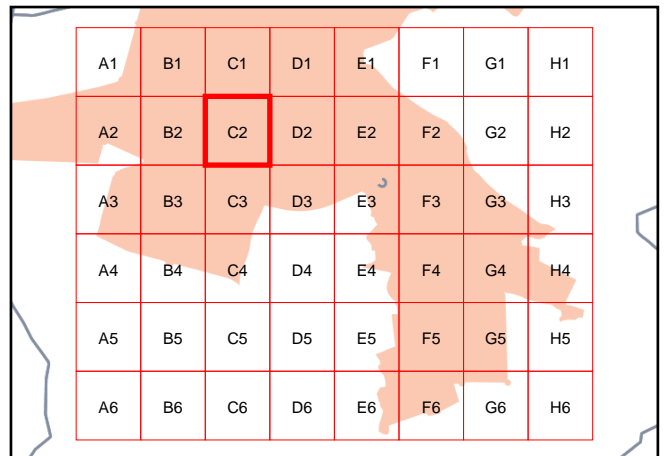 A1 B1 C1 D1 E1 F1 G1 H1
A2 B2 C2 D2 E2 F2 G2 H2
A3 B3 C3 D3 E3 F3 G3 H3
A4 B4 C4 D4 E4 F4 G4 H4
A5 B5 C5 D5 E5 F5 G5 H5
A6 B6 C6 D6 E6 F6 G6 H6